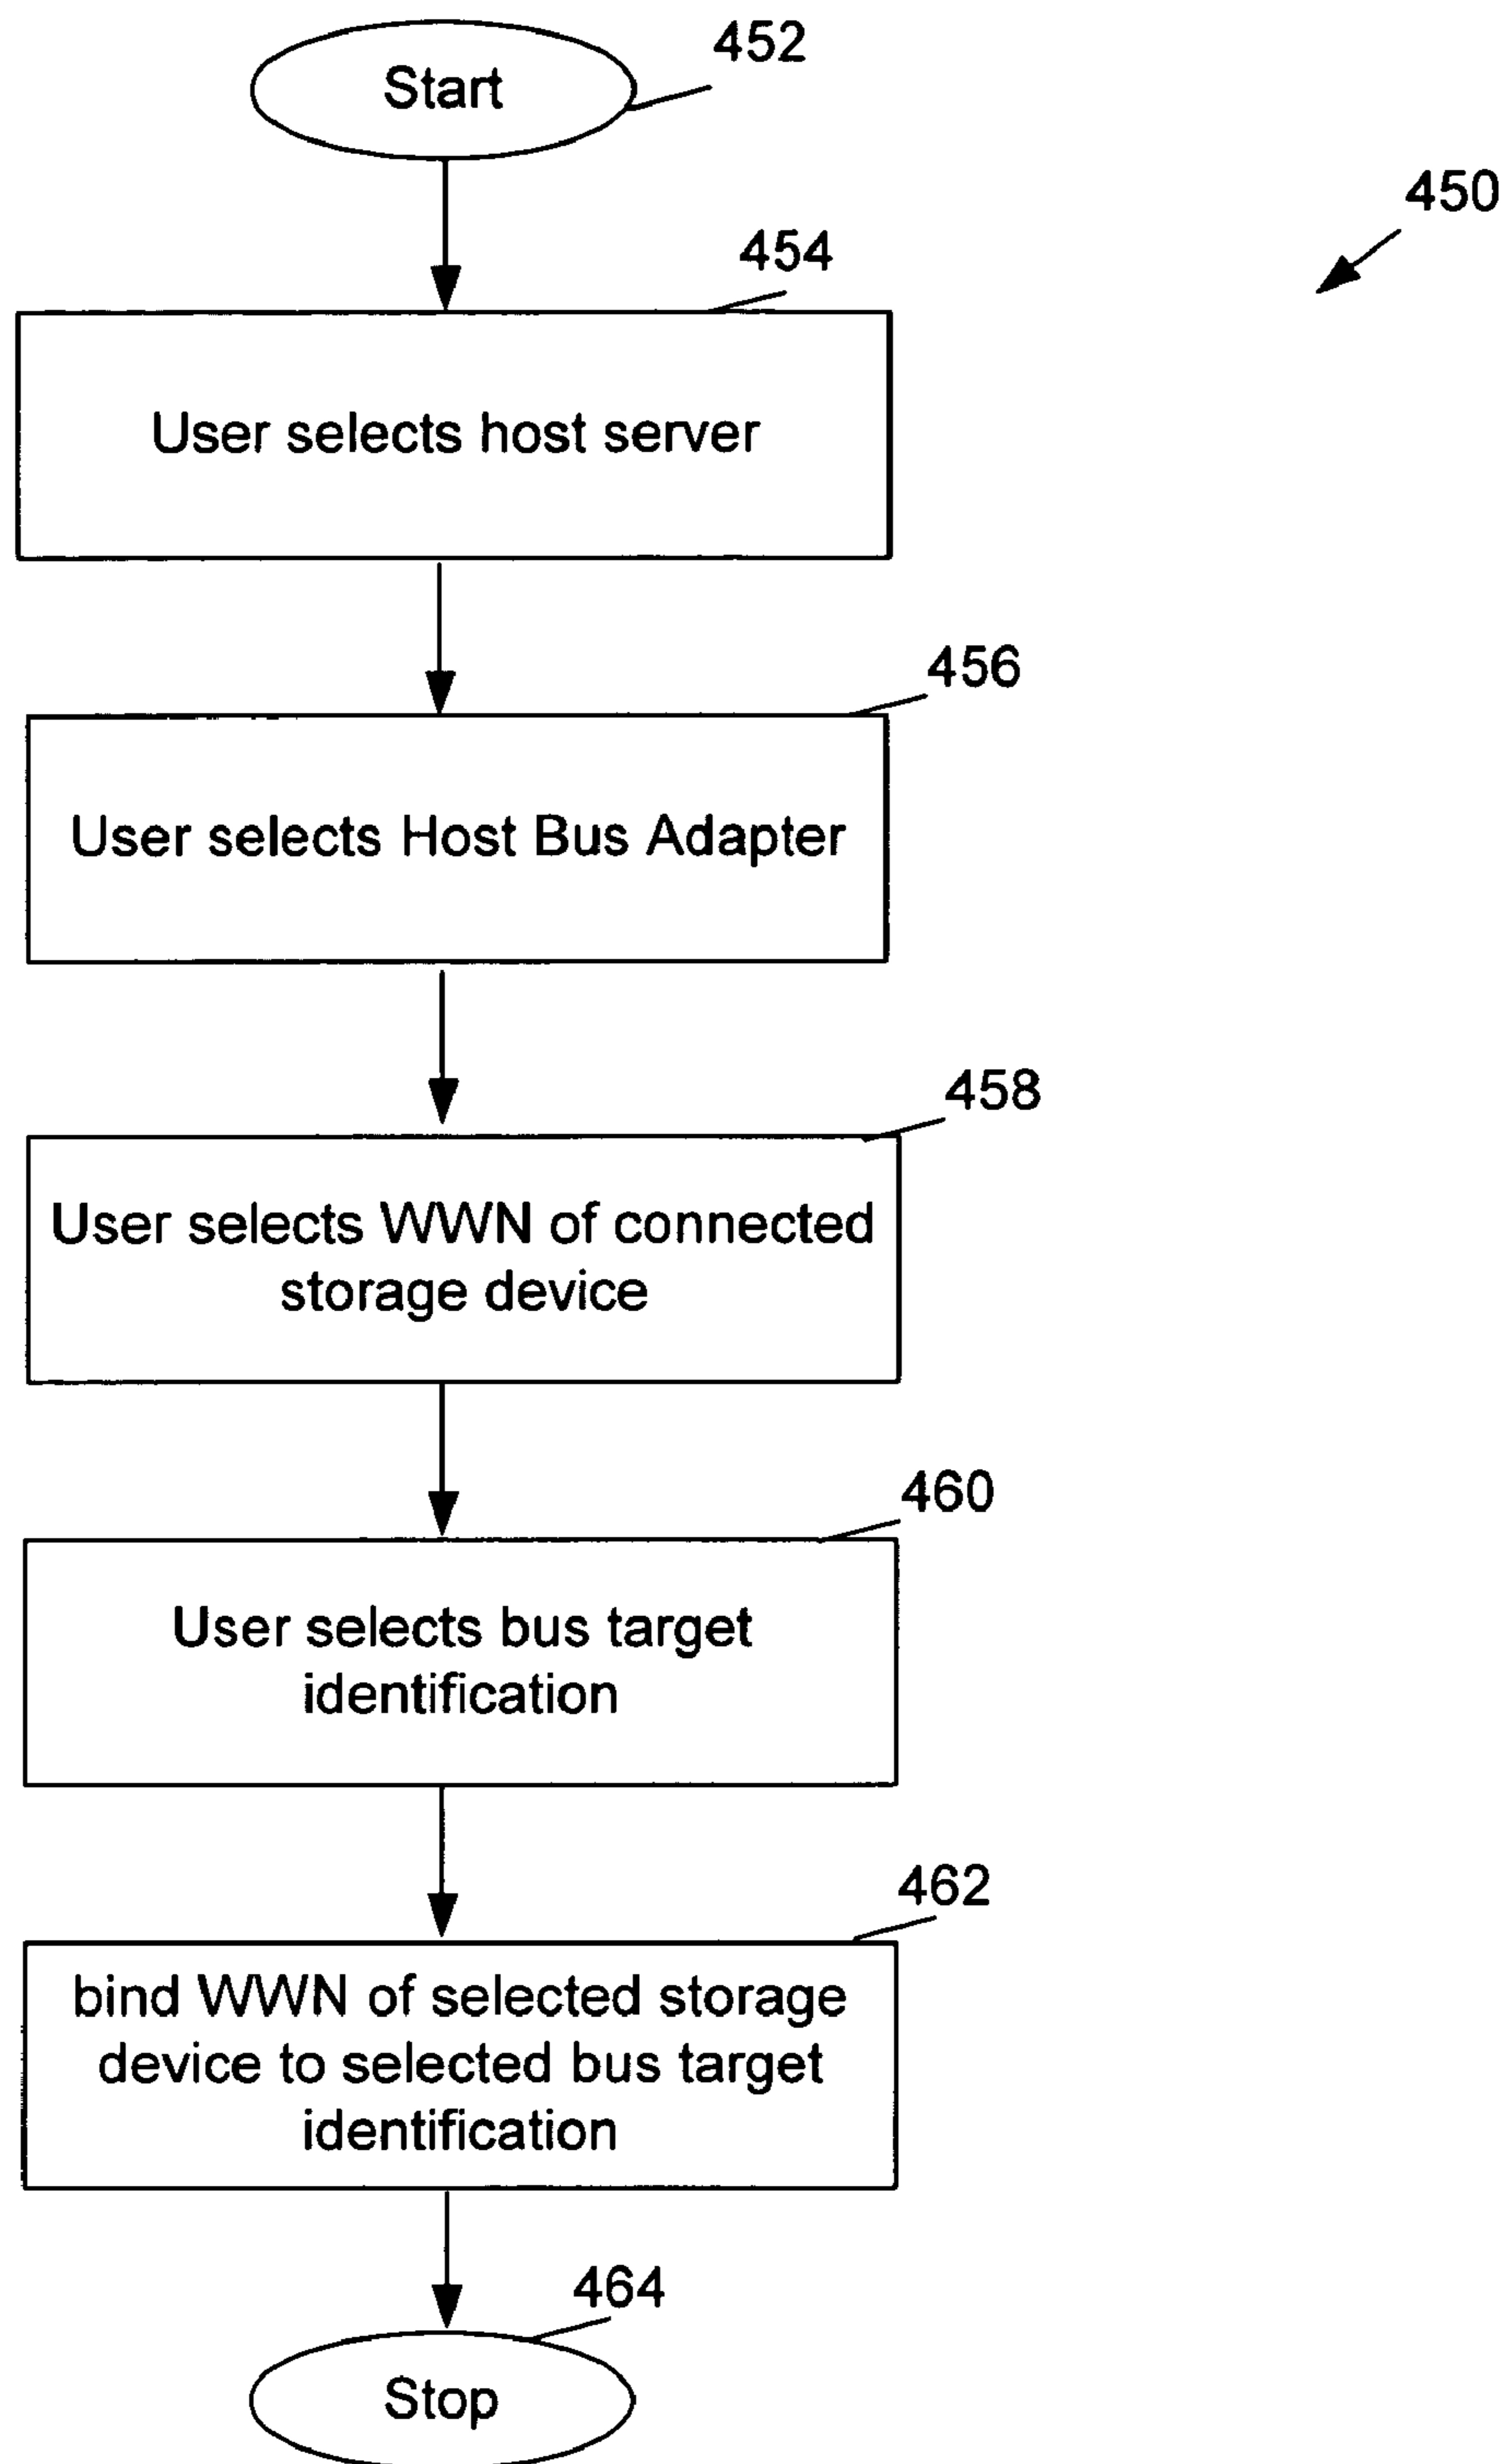 Start
452
450
454
User selects host server
456
User selects Host Bus Adapter
458
User selects WWN of connected
storage device
460
User selects bus target
identification
462
bind WWN of selected storage
device to selected bus target
identification
464
Stop